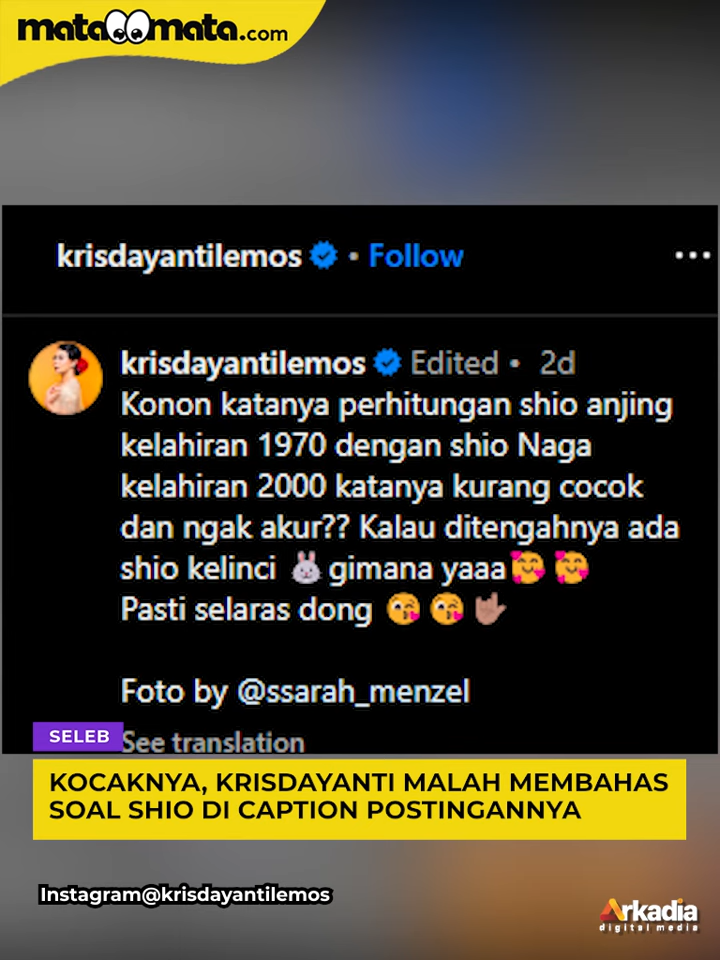 mata mata.com
krisdayantilemos • Follow
krisdayantilemos Edited • 2d
Konon katanya perhitungan shio anjing
kelahiran 1970 dengan shio Naga
kelahiran 2000 katanya kurang cocok
dan ngak akur?? Kalau ditengahnya ada
shio kelinci 🐰 gimana yaaa🥰 🥰
Pasti selaras dong 😘 😘 🤟🏽
Foto by @ssarah_menzel
See translation
SELEB
KOCAKNYA, KRISDAYANTI MALAH MEMBAHAS
SOAL SHIO DI CAPTION POSTINGANNYA
Instagram@krisdayantilemos
Arkadia
digital media